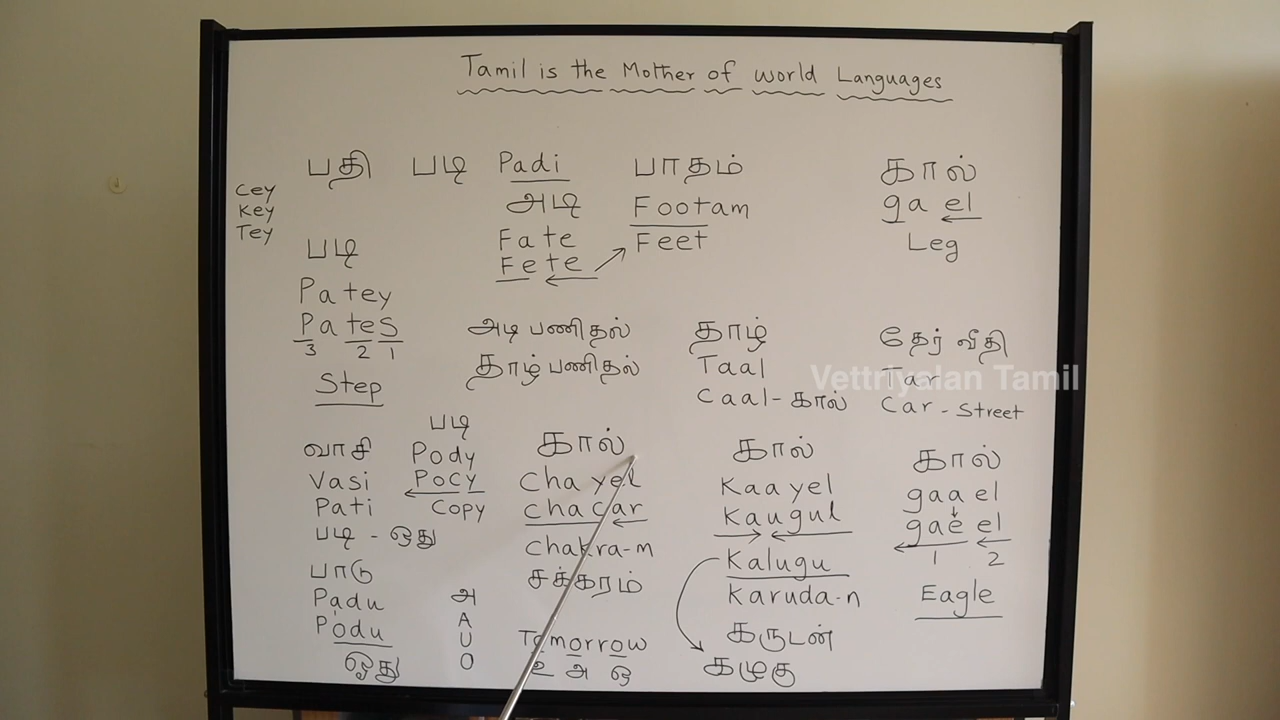 Tamil is the Mother of world Languages
பதி படி Padi பாதம் கால்
Cey
Key
Tey
அடி Footam ga el
Fate Feet Leg
Fete
படி
Patey
Pates
3 2 1
Step
அடி பணிதல்
தாழ் பணிதல்
தாழ்
Taal
Caal - கால்
தேர் வீதி
Tar
Car - Street
Vettriyalan Tamil
வாசி
Vasi
Pati
படி - ஒது
பாடு
Padu
Podu
ஒது
படி
Pody
Pocy
Copy
அ
A
U
O
கால்
Chayel
Chacar
Chakra-m
சக்கரம்
Tomorrow
உ அ ஒ
கால்
Kaayel
Kaugul
Kalugu
Karuda-n
கருடன்
கழுகு
கால்
gaa el
gae el
1 2
Eagle